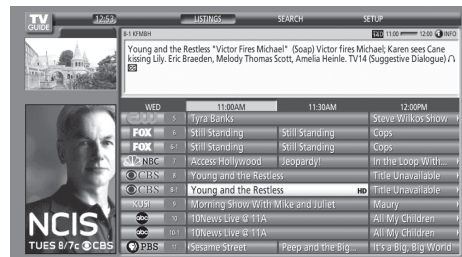 TV GUIDE 12:53 LISTINGS SEARCH SETUP
8-1 KFMBH 11:00 12:00 INFO
Young and the Restless "Victor Fires Michael" (Soap) Victor fires Michael; Karen sees Cane
kissing Lily. Eric Braeden, Melody Thomas Scott, Amelia Heinle. TV14 (Suggestive Dialogue)
WED 11:00AM 11:30AM 12:00PM
CW 5 Tyra Banks Steve Wilkos Show
FOX 6 Still Standing Still Standing Cops
FOX 6-1 Still Standing Still Standing Cops
NBC 7 Access Hollywood Jeopardy! In the Loop With...
CBS 8 Young and the Restless Title Unavailable
CBS 8-1 Young and the Restless HD Title Unavailable
KUSI 9 Morning Show With Mike and Juliet Maury
abc 10 10News Live @ 11A All My Children
abc 10-1 10News Live @ 11A All My Children
PBS 11 Sesame Street Peep and the Big... It's a Big, Big World
NCIS
TUES 8/7c CBS